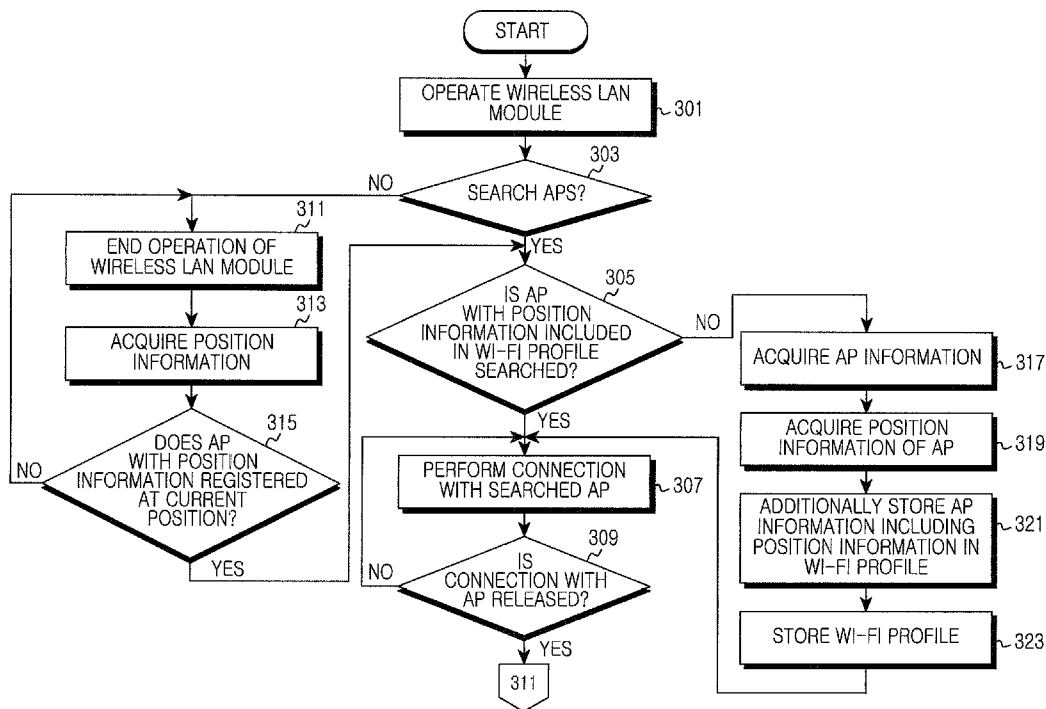 START
OPERATE WIRELESS LAN
MODULE
301
303
NO
SEARCH APS?
YES
311
END OPERATION OF
WIRELESS LAN MODULE
313
ACQUIRE POSITION
INFORMATION
315
DOES AP
WITH POSITION
INFORMATION REGISTERED
AT CURRENT
POSITION?
NO
YES
305
IS AP
WITH POSITION
INFORMATION INCLUDED
IN WI-FI PROFILE
SEARCHED?
NO
YES
PERFORM CONNECTION
WITH SEARCHED AP
307
309
IS
CONNECTION WITH
AP RELEASED?
NO
YES
311
ACQUIRE AP INFORMATION
317
ACQUIRE POSITION
INFORMATION OF AP
319
ADDITIONALLY STORE AP
INFORMATION INCLUDING
POSITION INFORMATION IN
WI-FI PROFILE
321
STORE WI-FI PROFILE
323